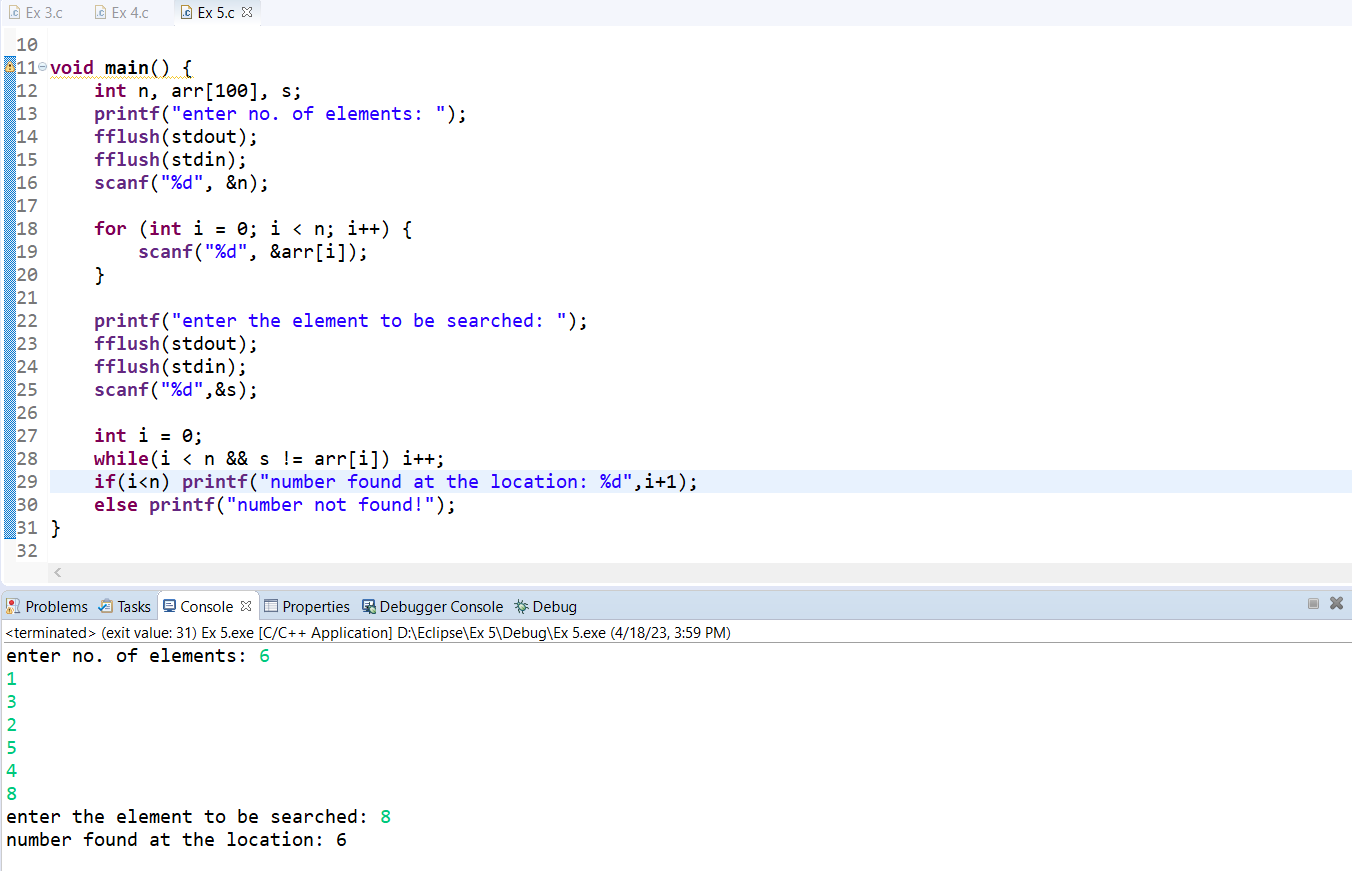 Ex 3.c Ex 4.c Ex 5.c
10
11 void main() {
12 int n, arr[100], s;
13 printf("enter no. of elements: ");
14 fflush(stdout);
15 fflush(stdin);
16 scanf("%d", &n);
17
18 for (int i = 0; i < n; i++) {
19 scanf("%d", &arr[i]);
20 }
21
22 printf("enter the element to be searched: ");
23 fflush(stdout);
24 fflush(stdin);
25 scanf("%d",&s);
26
27 int i = 0;
28 while(i < n && s != arr[i]) i++;
29 if(i<n) printf("number found at the location: %d",i+1);
30 else printf("number not found!");
31 }
32
Problems Tasks Console Properties Debugger Console Debug
<terminated> (exit value: 31) Ex 5.exe [C/C++ Application] D:\Eclipse\Ex 5\Debug\Ex 5.exe (4/18/23, 3:59 PM)
enter no. of elements: 6
1
3
2
5
4
8
enter the element to be searched: 8
number found at the location: 6